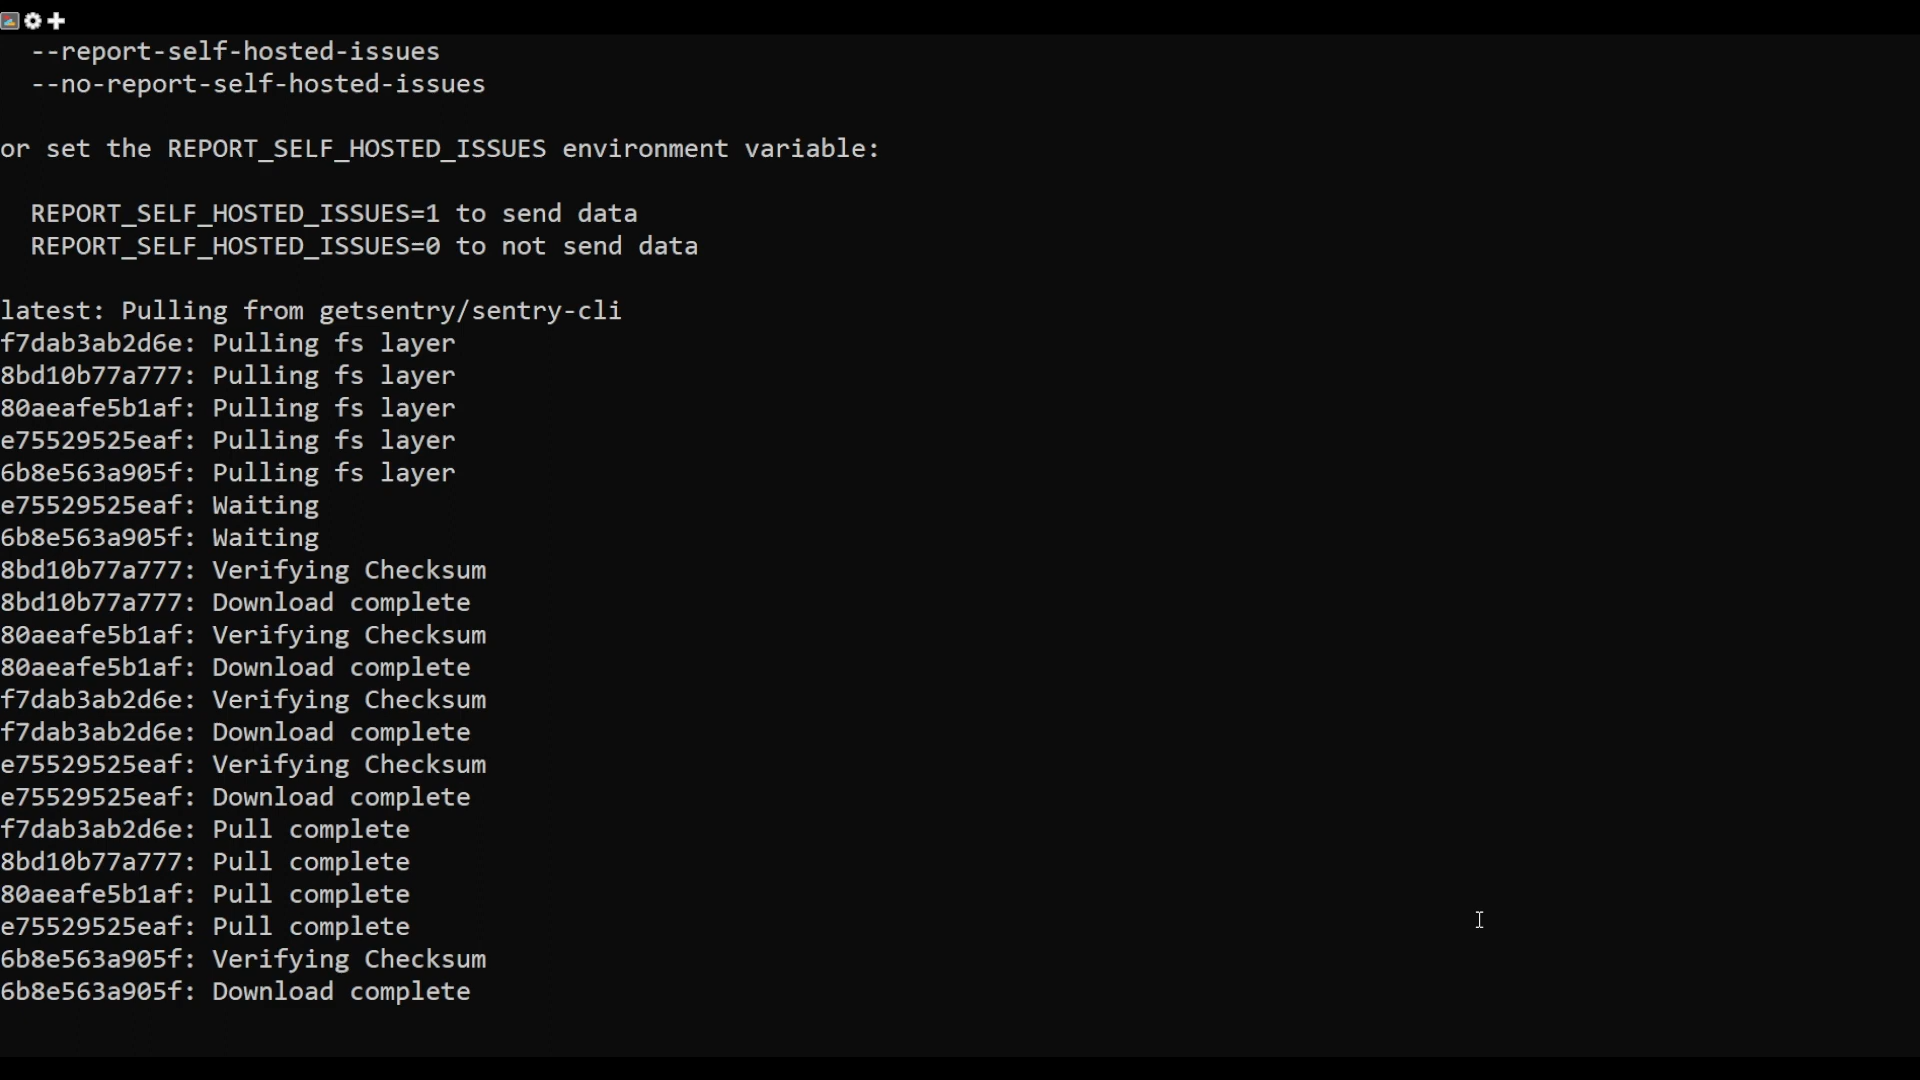 --report-self-hosted-issues
--no-report-self-hosted-issues
or set the REPORT_SELF_HOSTED_ISSUES environment variable:
REPORT_SELF_HOSTED_ISSUES=1 to send data
REPORT_SELF_HOSTED_ISSUES=0 to not send data
latest: Pulling from getsentry/sentry-cli
f7dab3ab2d6e: Pulling fs layer
8bd10b77a777: Pulling fs layer
80aeafe5b1af: Pulling fs layer
e75529525eaf: Pulling fs layer
6b8e563a905f: Pulling fs layer
e75529525eaf: Waiting
6b8e563a905f: Waiting
8bd10b77a777: Verifying Checksum
8bd10b77a777: Download complete
80aeafe5b1af: Verifying Checksum
80aeafe5b1af: Download complete
f7dab3ab2d6e: Verifying Checksum
f7dab3ab2d6e: Download complete
e75529525eaf: Verifying Checksum
e75529525eaf: Download complete
f7dab3ab2d6e: Pull complete
8bd10b77a777: Pull complete
80aeafe5b1af: Pull complete
e75529525eaf: Pull complete
6b8e563a905f: Verifying Checksum
6b8e563a905f: Download complete